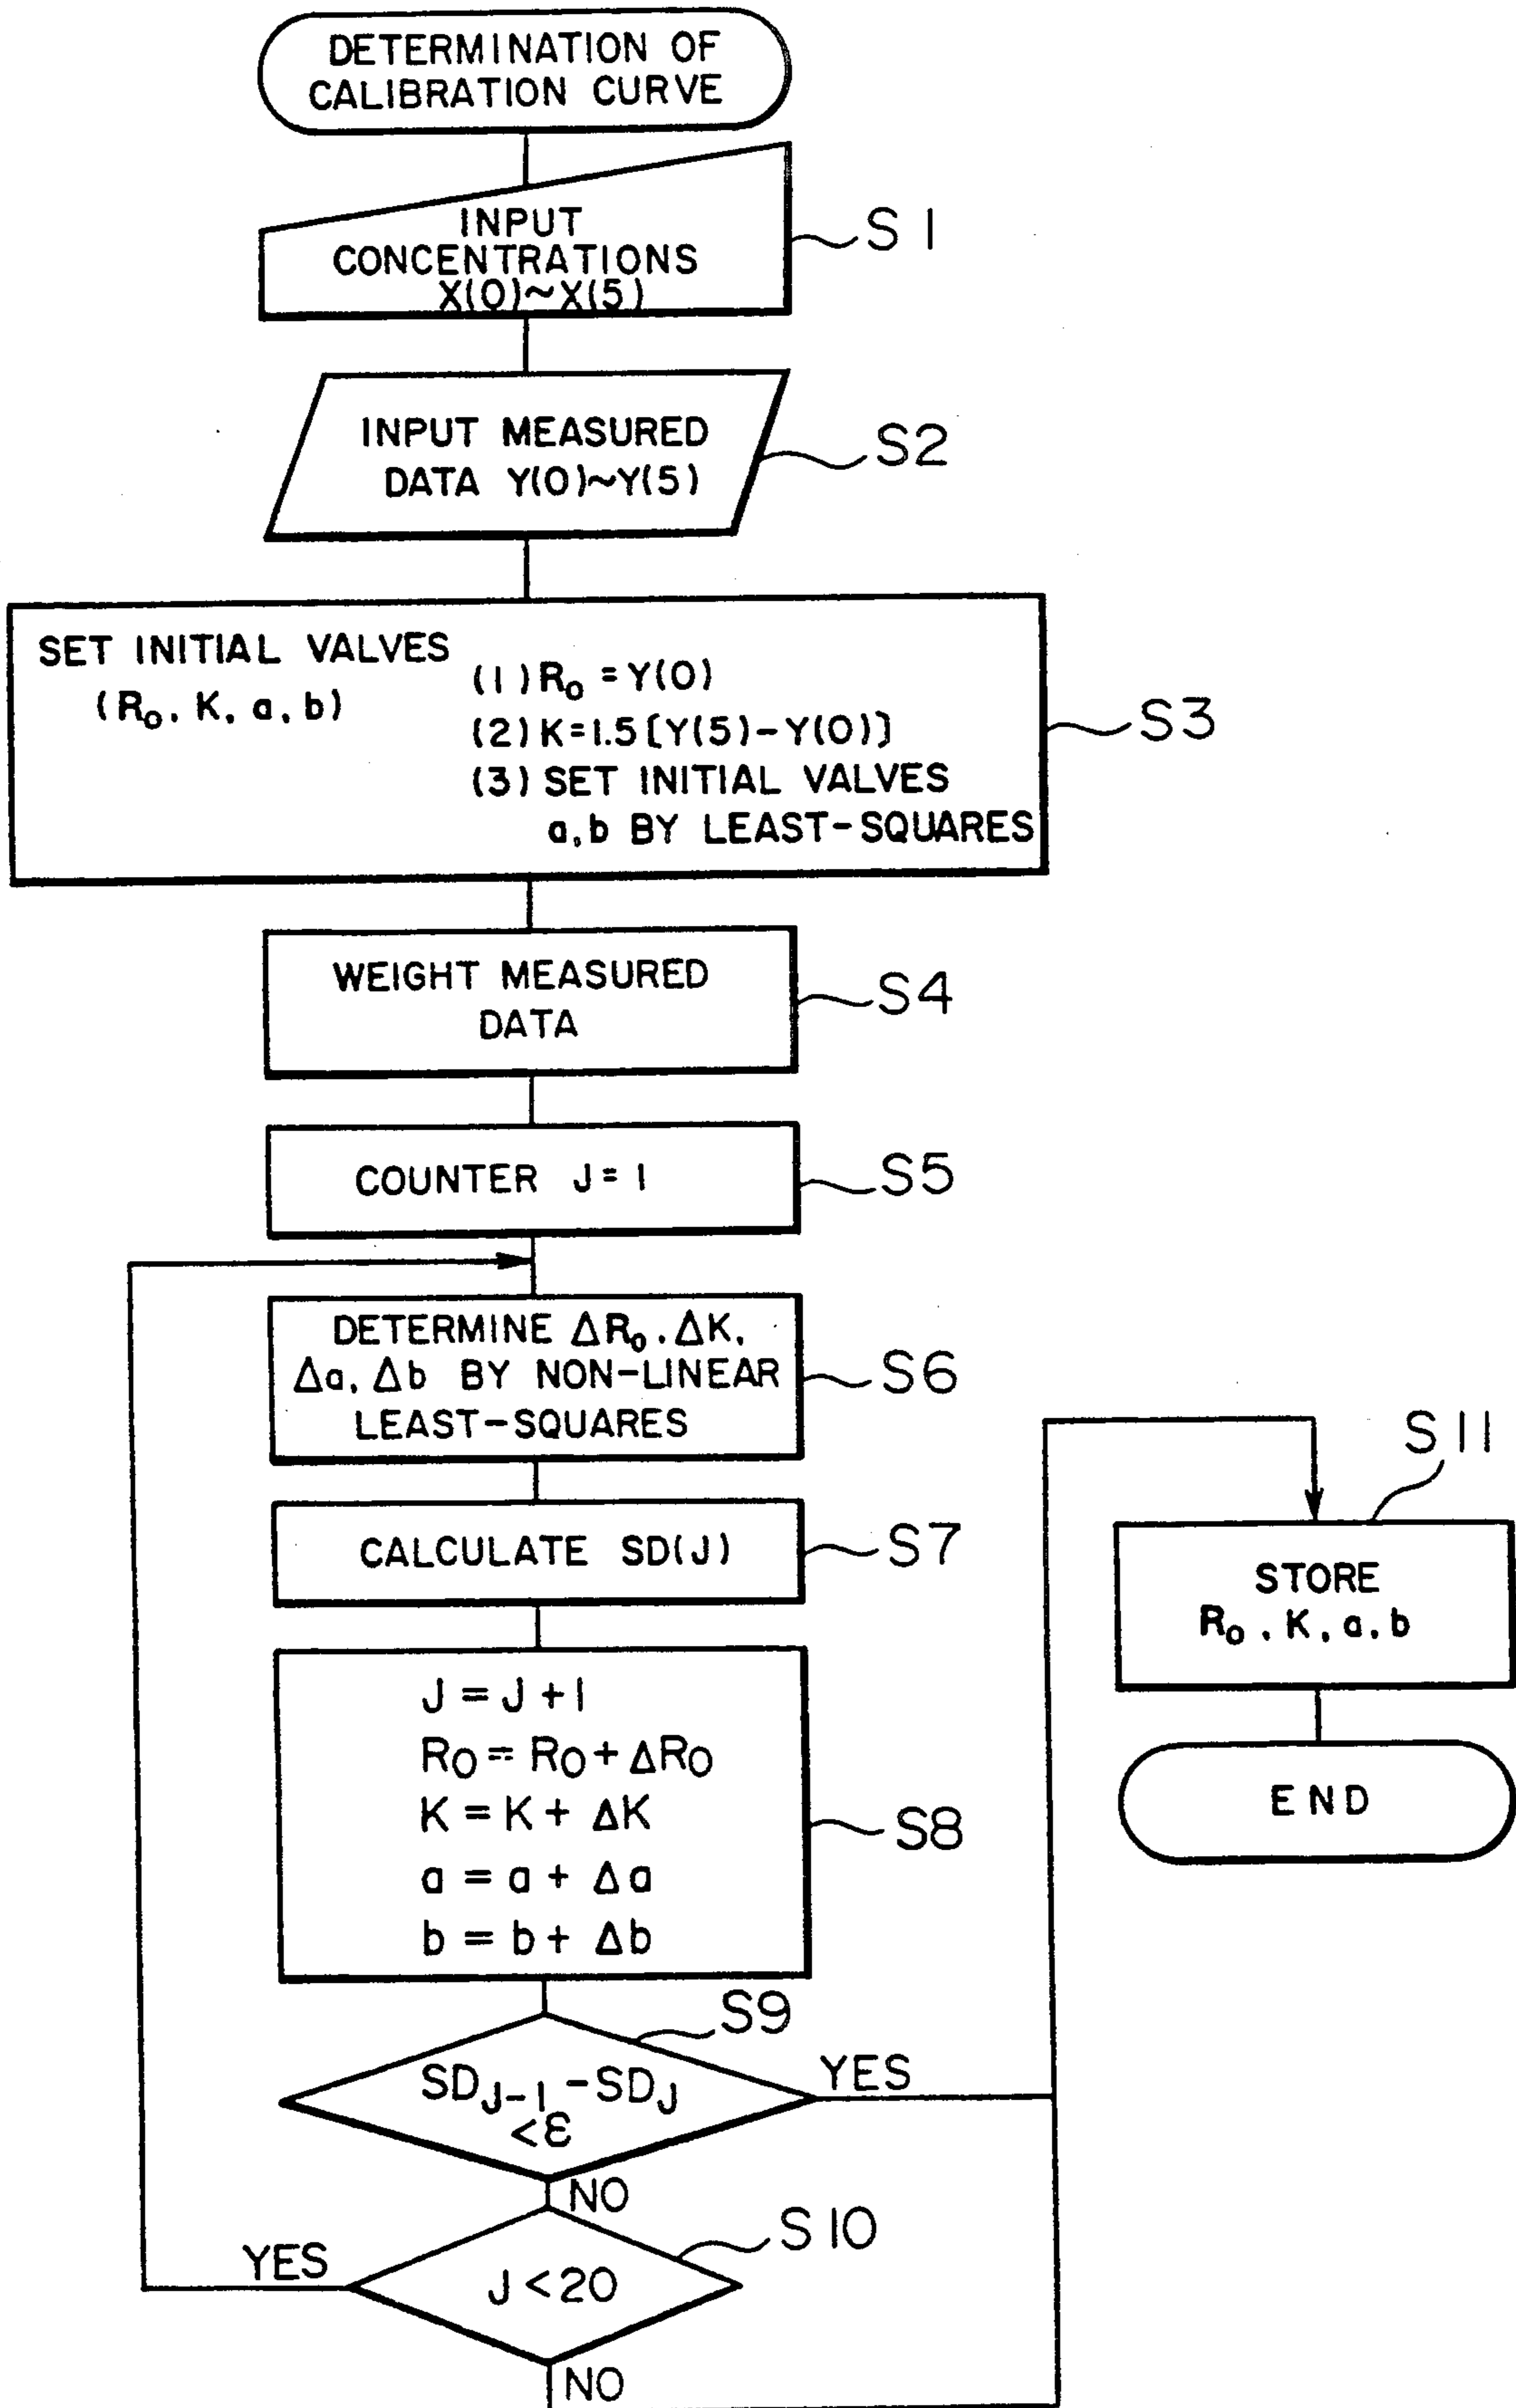 DETERMINATION OF
CALIBRATION CURVE
INPUT
CONCENTRATIONS
X(0)~X(5)
S1
INPUT MEASURED
DATA Y(0)~Y(5)
S2
SET INITIAL VALVES
(R₀, K, a, b)
(1) R₀ = Y(0)
(2) K=1.5[Y(5)-Y(0)]
(3) SET INITIAL VALVES
a,b BY LEAST-SQUARES
S3
WEIGHT MEASURED
DATA
S4
COUNTER J=1
S5
DETERMINE ΔR₀, ΔK,
Δa, Δb BY NON-LINEAR
LEAST-SQUARES
S6
CALCULATE SD(J)
S7
J = J+1
R₀ = R₀ + ΔR₀
K = K + ΔK
a = a + Δa
b = b + Δb
S8
S9
SD_J-1 - SD_J
<ε
YES
NO
S10
J<20
YES
NO
S11
STORE
R₀, K, a, b
END